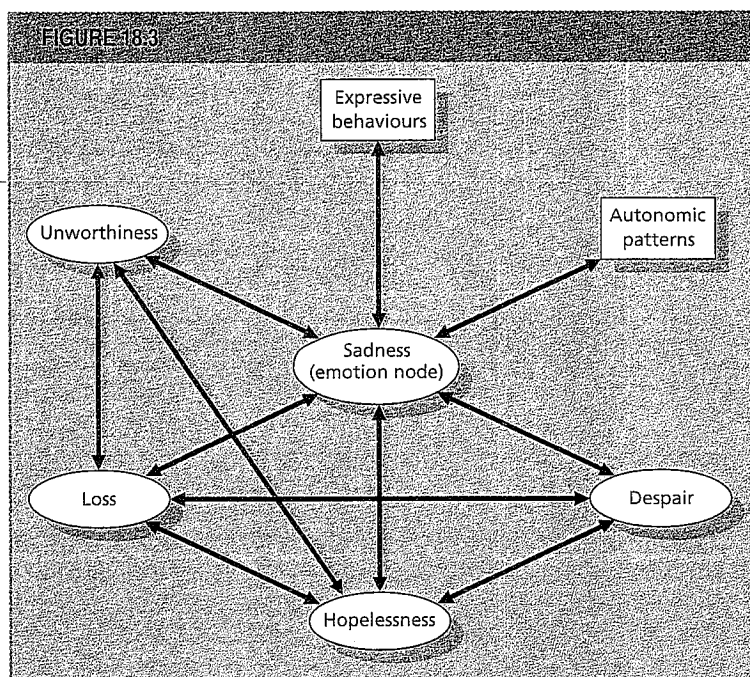 FIGURE 18.3
Expressive
behaviours
Autonomic
patterns
Unworthiness
Sadness
(emotion node)
Loss
Despair
Hopelessness